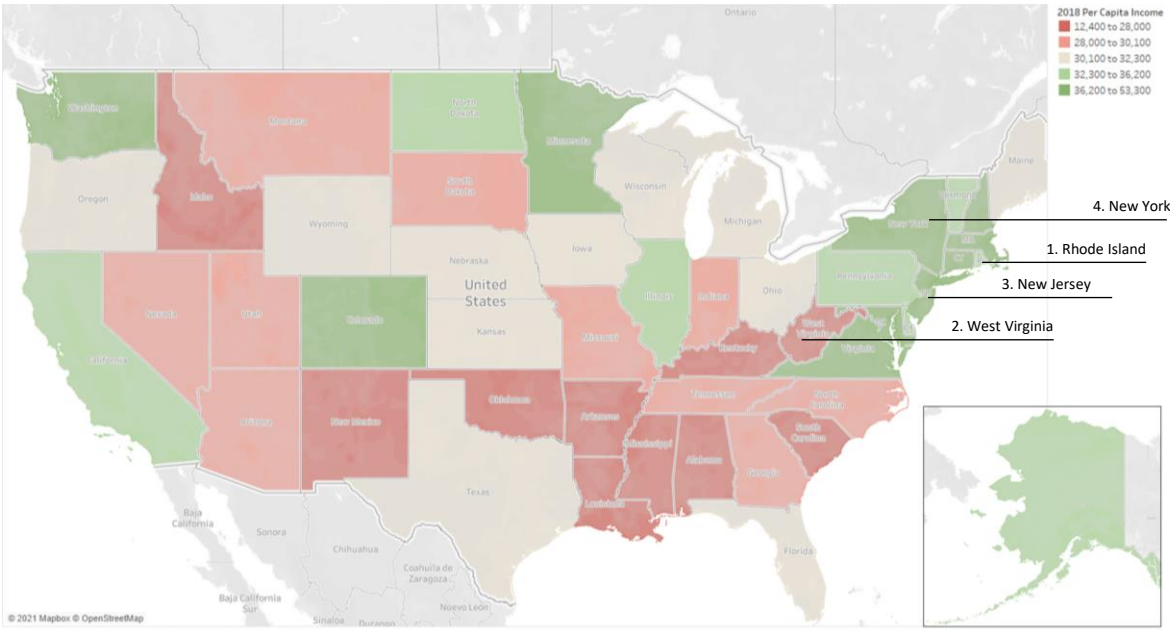 Ontario
2018 Per Capita Income
12,400 to 28,000
28,000 to 30,100
30,100 to 32,300
32,300 to 36,200
36,200 to 53,300
Washington
Montana
North
Dakota
Minnesota
Maine
Oregon
Idaho
South
Dakota
Wisconsin
Michigan
Vermont
New York
4. New York
MA
CT
1. Rhode Island
Wyoming
Iowa
Nebraska
United
States
Illinois
Indiana
Ohio
Pennsylvania
3. New Jersey
Nevada
Utah
Colorado
Kansas
Missouri
West
Virginia
2. West Virginia
Kentucky
Virginia
California
Arizona
New Mexico
Oklahoma
Arkansas
Tennessee
North
Carolina
South
Carolina
Mississippi
Alabama
Georgia
Texas
Louisiana
Florida
Baja
California
Sonora
Chihuahua
Coahuila de
Zaragoza
Baja California
Sur
Nuevo León
Sinaloa
Durango
© 2021 Mapbox © OpenStreetMap